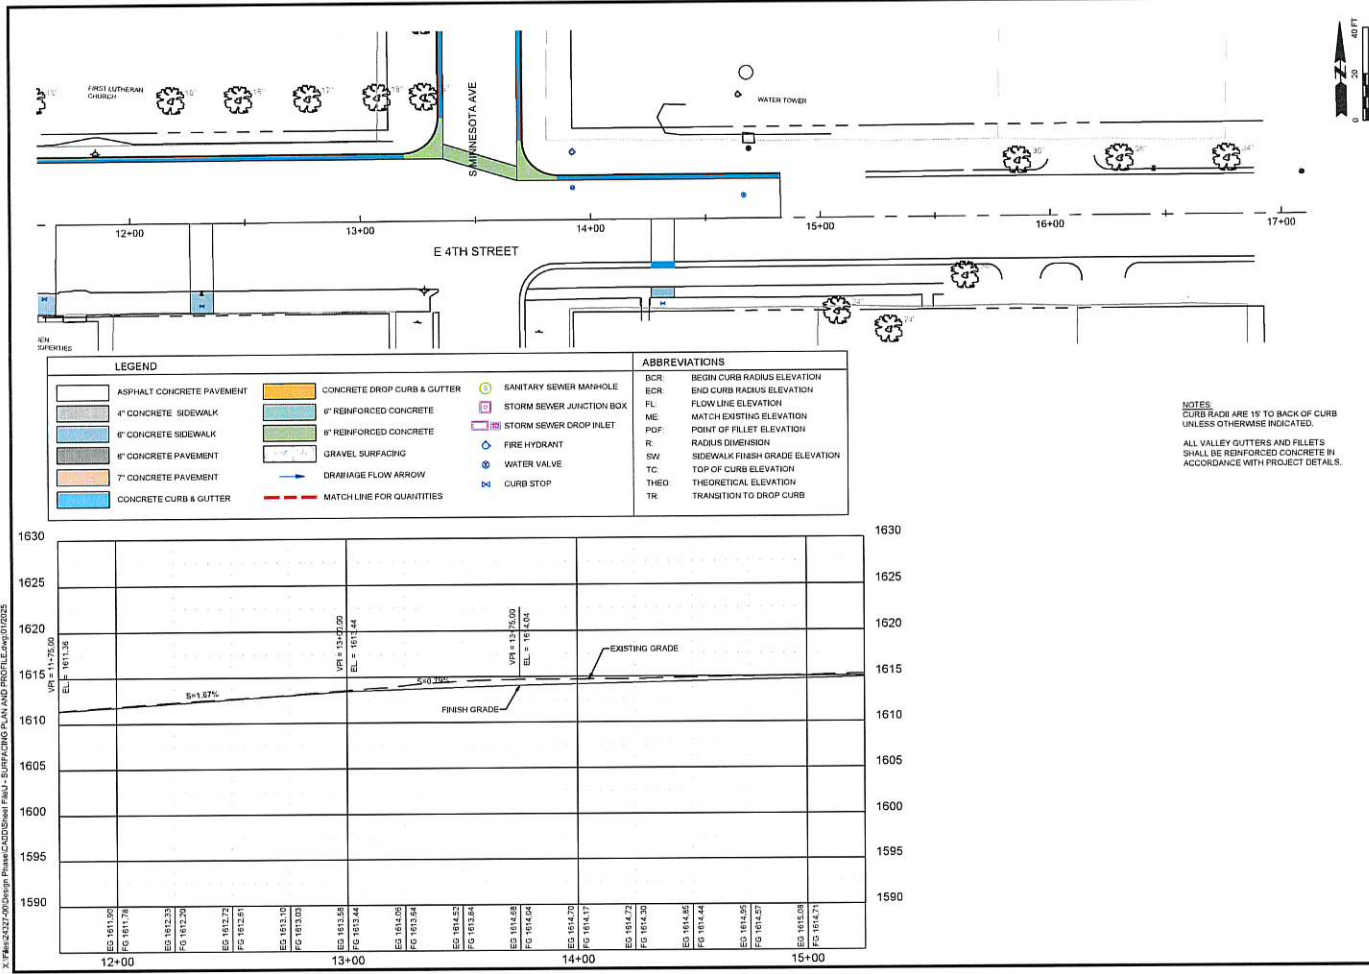 FIRST LUTHERAN
CHURCH
S MINNESOTA AVE
WATER TOWER
40 FT
20
0
N
12+00
13+00
14+00
15+00
16+00
17+00
E 4TH STREET
LEGEND
ASPHALT CONCRETE PAVEMENT
4" CONCRETE SIDEWALK
6" CONCRETE SIDEWALK
6" CONCRETE PAVEMENT
7" CONCRETE PAVEMENT
CONCRETE CURB & GUTTER
CONCRETE DROP CURB & GUTTER
6" REINFORCED CONCRETE
8" REINFORCED CONCRETE
GRAVEL SURFACING
DRAINAGE FLOW ARROW
MATCH LINE FOR QUANTITIES
SANITARY SEWER MANHOLE
STORM SEWER JUNCTION BOX
STORM SEWER DROP INLET
FIRE HYDRANT
WATER VALVE
CURB STOP
ABBREVIATIONS
BCR: BEGIN CURB RADIUS ELEVATION
ECR: END CURB RADIUS ELEVATION
FL: FLOW LINE ELEVATION
ME: MATCH EXISTING ELEVATION
POF: POINT OF FILLET ELEVATION
R: RADIUS DIMENSION
SW: SIDEWALK FINISH GRADE ELEVATION
TC: TOP OF CURB ELEVATION
THEO: THEORETICAL ELEVATION
TR: TRANSITION TO DROP CURB
NOTES:
CURB RADII ARE 15' TO BACK OF CURB
UNLESS OTHERWISE INDICATED.
ALL VALLEY GUTTERS AND FILLETS
SHALL BE REINFORCED CONCRETE IN
ACCORDANCE WITH PROJECT DETAILS.
1630 1630
1625 1625
1620 1620
1615 1615
1610 1610
1605 1605
1600 1600
1595 1595
1590 1590
VPI = 11+75.00
EL. = 1611.36
VPI = 13+00.00
EL. = 1613.44
VPI = 13+75.00
EL. = 1614.04
S=1.67%
S=0.79%
EXISTING GRADE
FINISH GRADE
EG 1611.90
FG 1611.78
EG 1612.33
FG 1612.20
EG 1612.72
FG 1612.61
EG 1613.10
FG 1613.03
EG 1613.58
FG 1613.44
EG 1614.06
FG 1613.64
EG 1614.52
FG 1613.84
EG 1614.68
FG 1614.04
EG 1614.70
FG 1614.17
EG 1614.72
FG 1614.30
EG 1614.85
FG 1614.44
EG 1614.95
FG 1614.57
EG 1615.08
FG 1614.71
12+00
13+00
14+00
15+00